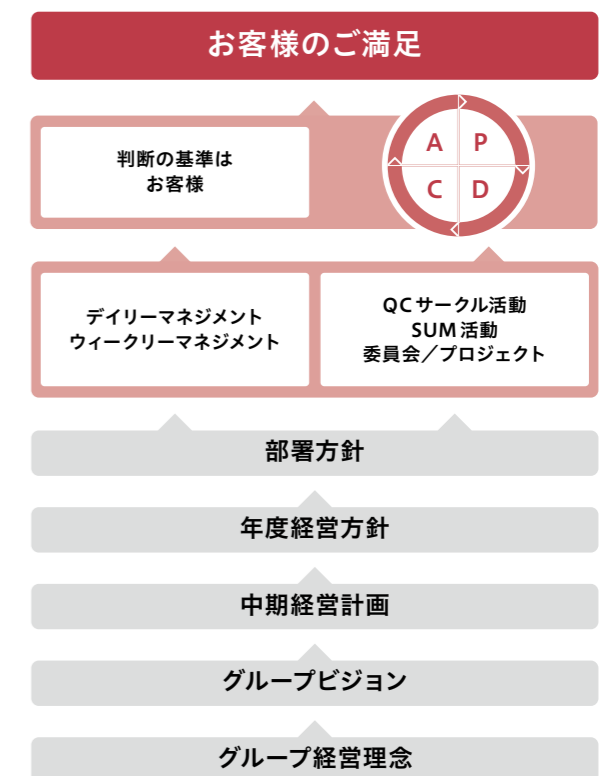 お客様のご満足
判断の基準は
お客様
A P
C D
デイリーマネジメント
ウィークリーマネジメント
QCサークル活動
SUM活動
委員会／プロジェクト
部署方針
年度経営方針
中期経営計画
グループビジョン
グループ経営理念